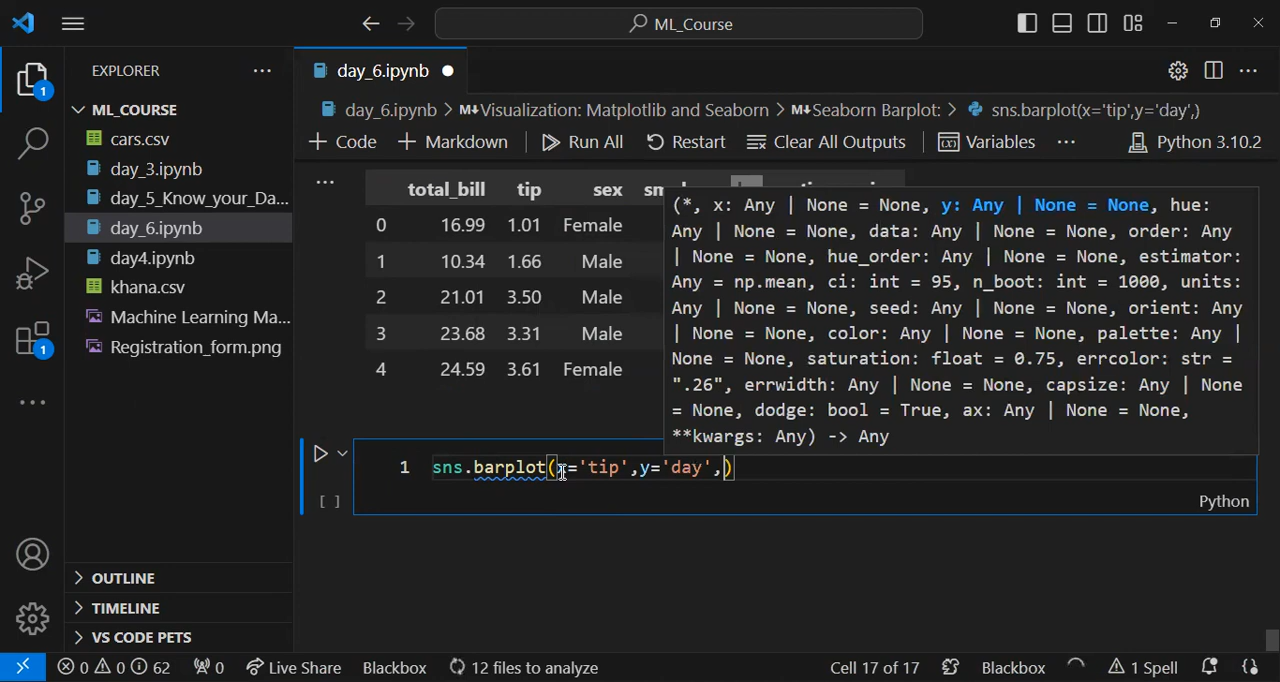 ML_Course
EXPLORER
ML_COURSE
cars.csv
day_3.ipynb
day_5_Know_your_Da...
day_6.ipynb
day4.ipynb
khana.csv
Machine Learning Ma...
Registration_form.png
OUTLINE
TIMELINE
VS CODE PETS
1
1
day_6.ipynb
day_6.ipynb > M↓Visualization: Matplotlib and Seaborn > M↓Seaborn Barplot: > sns.barplot(x='tip',y='day',)
+ Code + Markdown Run All Restart Clear All Outputs Variables ... Python 3.10.2
total_bill tip sex
0 16.99 1.01 Female
1 10.34 1.66 Male
2 21.01 3.50 Male
3 23.68 3.31 Male
4 24.59 3.61 Female
(*, x: Any | None = None, y: Any | None = None, hue:
Any | None = None, data: Any | None = None, order: Any
| None = None, hue_order: Any | None = None, estimator:
Any = np.mean, ci: int = 95, n_boot: int = 1000, units:
Any | None = None, seed: Any | None = None, orient: Any
| None = None, color: Any | None = None, palette: Any |
None = None, saturation: float = 0.75, errcolor: str =
".26", errwidth: Any | None = None, capsize: Any | None
= None, dodge: bool = True, ax: Any | None = None,
**kwargs: Any) -> Any
1 sns.barplot(x='tip',y='day',)
[ ]
Python
0 0 62 0 Live Share Blackbox 12 files to analyze Cell 17 of 17 Blackbox 1 Spell